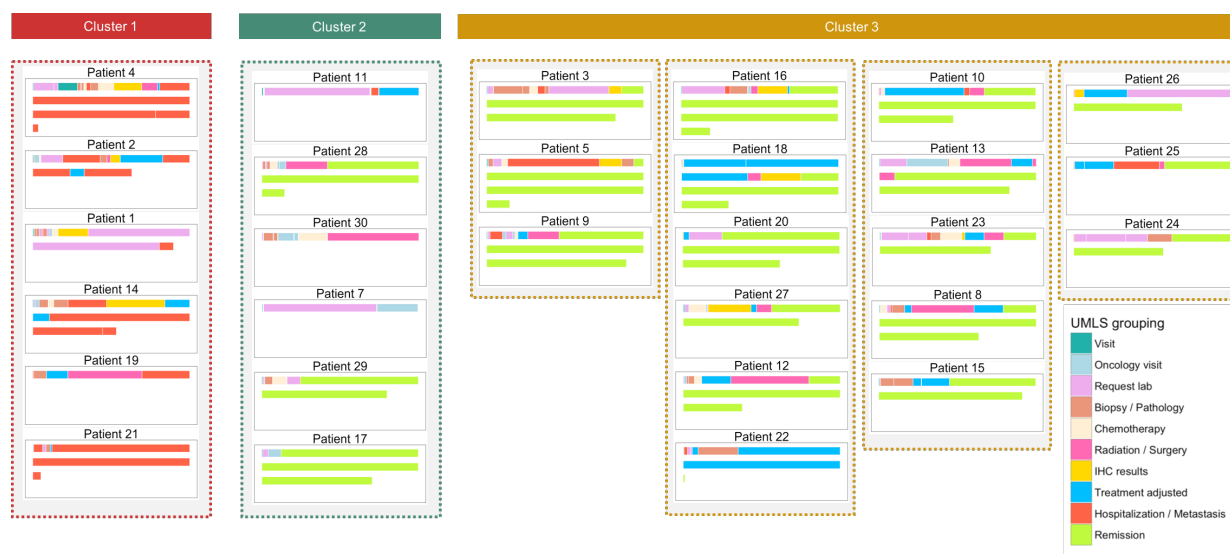 Cluster 1
Cluster 2
Cluster 3
Patient 4
Patient 2
Patient 1
Patient 14
Patient 19
Patient 21
Patient 11
Patient 28
Patient 30
Patient 7
Patient 29
Patient 17
Patient 3
Patient 5
Patient 9
Patient 16
Patient 18
Patient 20
Patient 27
Patient 12
Patient 22
Patient 10
Patient 13
Patient 23
Patient 8
Patient 15
Patient 26
Patient 25
Patient 24
UMLS grouping
Visit
Oncology visit
Request lab
Biopsy / Pathology
Chemotherapy
Radiation / Surgery
IHC results
Treatment adjusted
Hospitalization / Metastasis
Remission